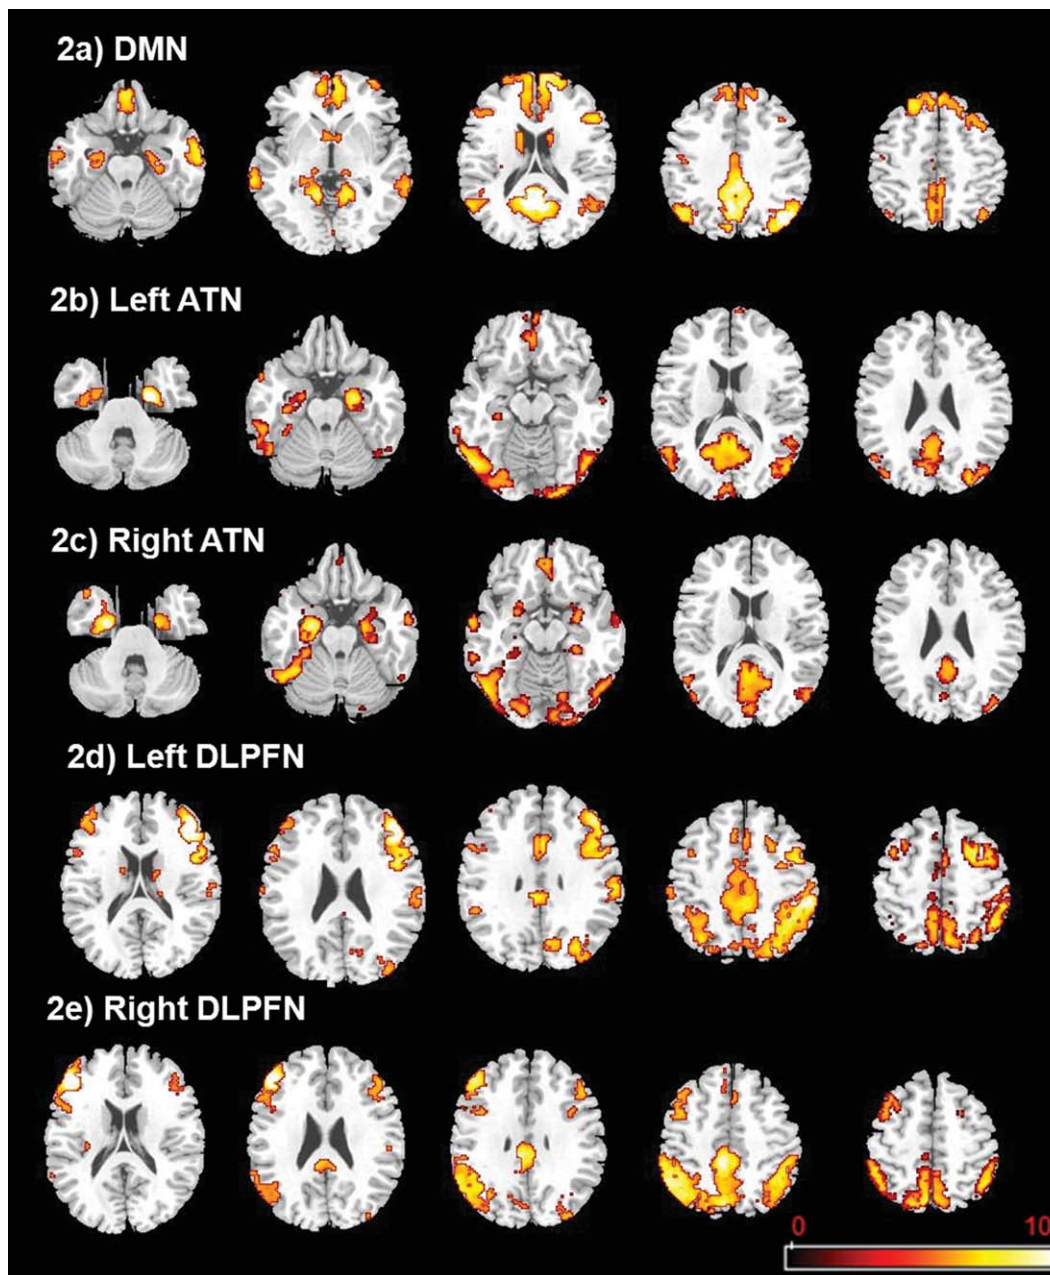 2a) DMN
2b) Left ATN
2c) Right ATN
2d) Left DLPFN
2e) Right DLPFN
0 10